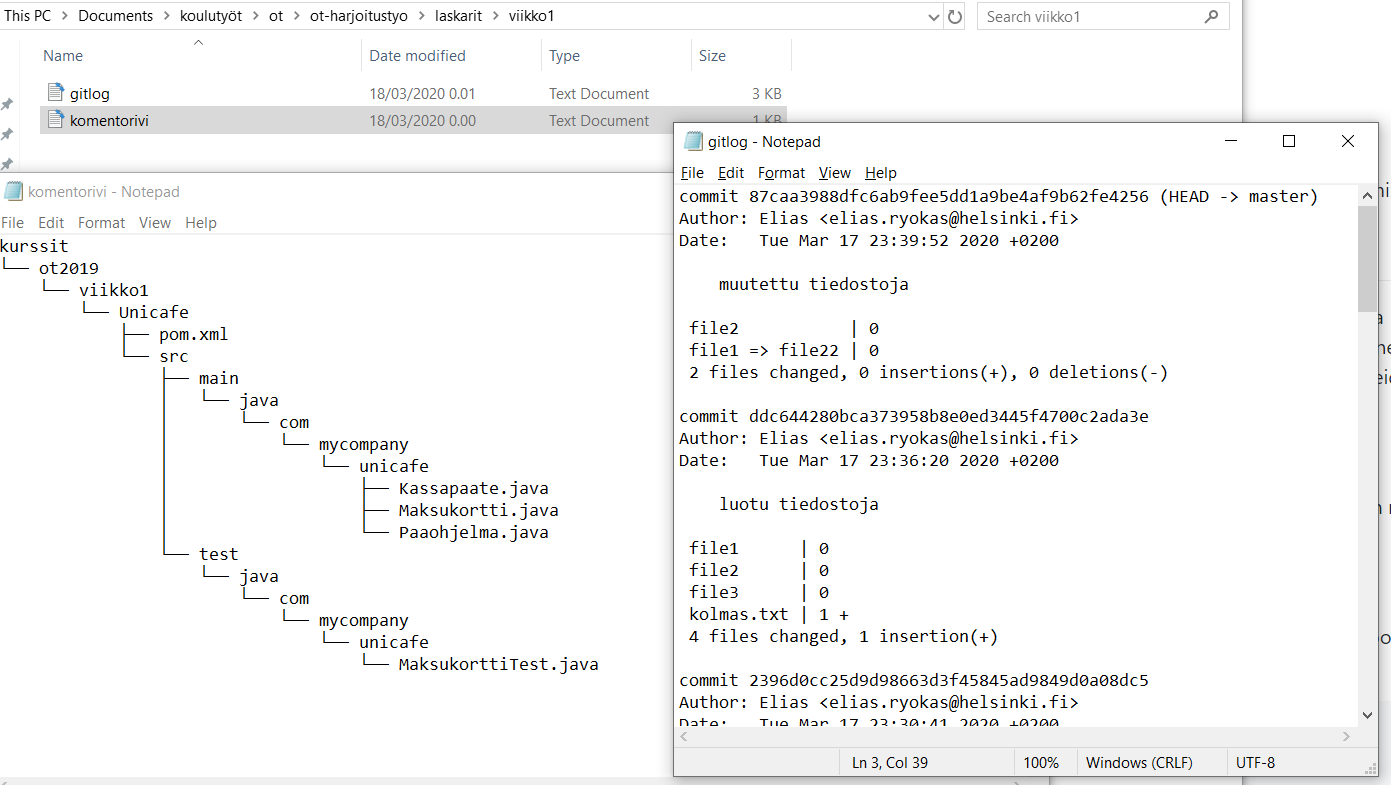 This PC > Documents > koulutyöt > ot > ot-harjoitustyo > laskarit > viikko1
Search viikko1
Name Date modified Type Size
gitlog 18/03/2020 0.01 Text Document 3 KB
komentorivi 18/03/2020 0.00 Text Document 1 KB
komentorivi - Notepad
File Edit Format View Help
kurssit
└── ot2019
    └── viikko1
        └── Unicafe
            ├── pom.xml
            └── src
                ├── main
                │   └── java
                │       └── com
                │           └── mycompany
                │               └── unicafe
                │                   ├── Kassapaate.java
                │                   ├── Maksukortti.java
                │                   └── Paaohjelma.java
                └── test
                    └── java
                        └── com
                            └── mycompany
                                └── unicafe
                                    └── MaksukorttiTest.java
gitlog - Notepad
File Edit Format View Help
commit 87caa3988dfc6ab9fee5dd1a9be4af9b62fe4256 (HEAD -> master)
Author: Elias <elias.ryokas@helsinki.fi>
Date:   Tue Mar 17 23:39:52 2020 +0200
    muutettu tiedostoja
 file2           | 0
 file1 => file22 | 0
 2 files changed, 0 insertions(+), 0 deletions(-)
commit ddc644280bca373958b8e0ed3445f4700c2ada3e
Author: Elias <elias.ryokas@helsinki.fi>
Date:   Tue Mar 17 23:36:20 2020 +0200
    luotu tiedostoja
 file1      | 0
 file2      | 0
 file3      | 0
 kolmas.txt | 1 +
 4 files changed, 1 insertion(+)
commit 2396d0cc25d9d98663d3f45845ad9849d0a08dc5
Author: Elias <elias.ryokas@helsinki.fi>
Date:   Tue Mar 17 23:30:41 2020 +0200
Ln 3, Col 39 100% Windows (CRLF) UTF-8